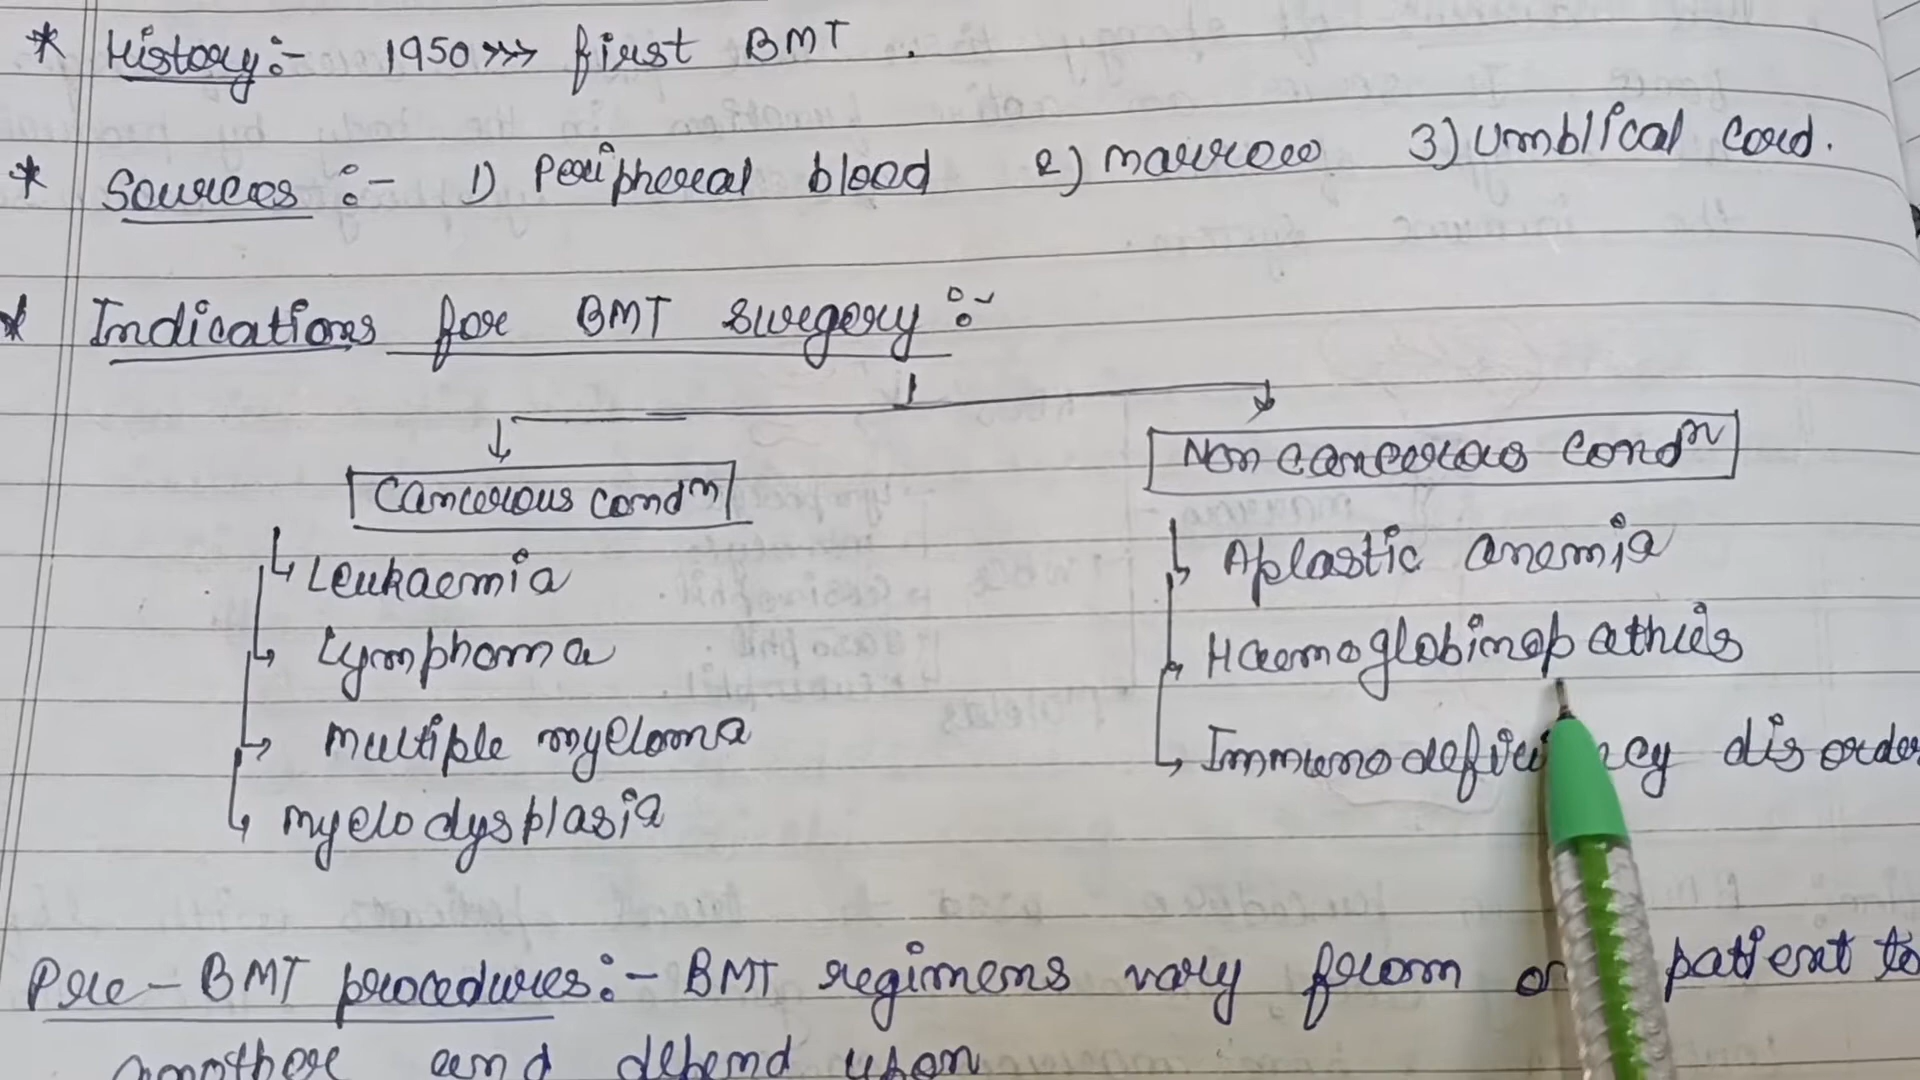 * History:- 1950 >>> first BMT.
* Sources :- 1) Peripheral blood 2) marrow 3) Umblical cord.
* Indications for BMT surgery :-
Cancerous condn
Non cancerous condn
Leukaemia
Aplastic anemia
Lymphoma
Haemoglobinopathies
Multiple myeloma
disorder
myelodysplasia
Pre-BMT procedures:- BMT regimens vary from patient to
another and depend upon